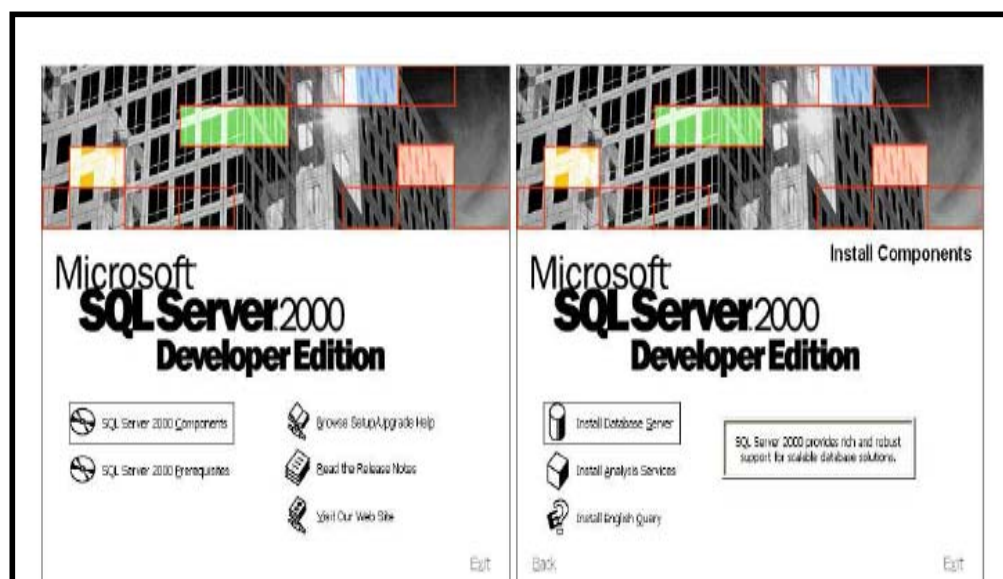 Microsoft
SQL Server 2000
Developer Edition
SQL Server 2000 Components
SQL Server 2000 Prerequisites
Browse Setup/Upgrade Help
Read the Release Notes
Visit Our Web Site
Exit
Install Components
Microsoft
SQL Server 2000
Developer Edition
Install Database Server
Install Analysis Services
Install English Query
SQL Server 2000 provides rich and robust
support for scalable database solutions.
Back
Exit